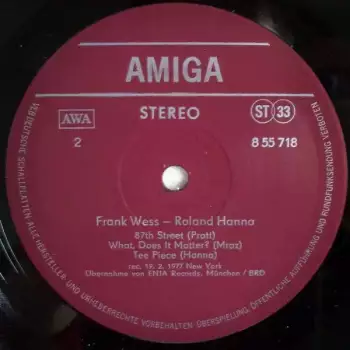 AMIGA
STEREO
AWA
ST 33
2
8 55 718
Frank Wess – Roland Hanna
87th Street (Pratt)
What, Does It Matter? (Mraz)
Tee Piece (Hanna)
rec. 19. 2. 1977 New York
Übernahme von ENJA Records, München / BRD
VEB DEUTSCHE SCHALLPLATTEN ALLE HERSTELLER- UND URHEBERRECHTE VORBEHALTEN ÜBERSPIELUNG, ÖFFENTLICHE AUFFÜHRUNG UND RUNDFUNKSENDUNG VERBOTEN